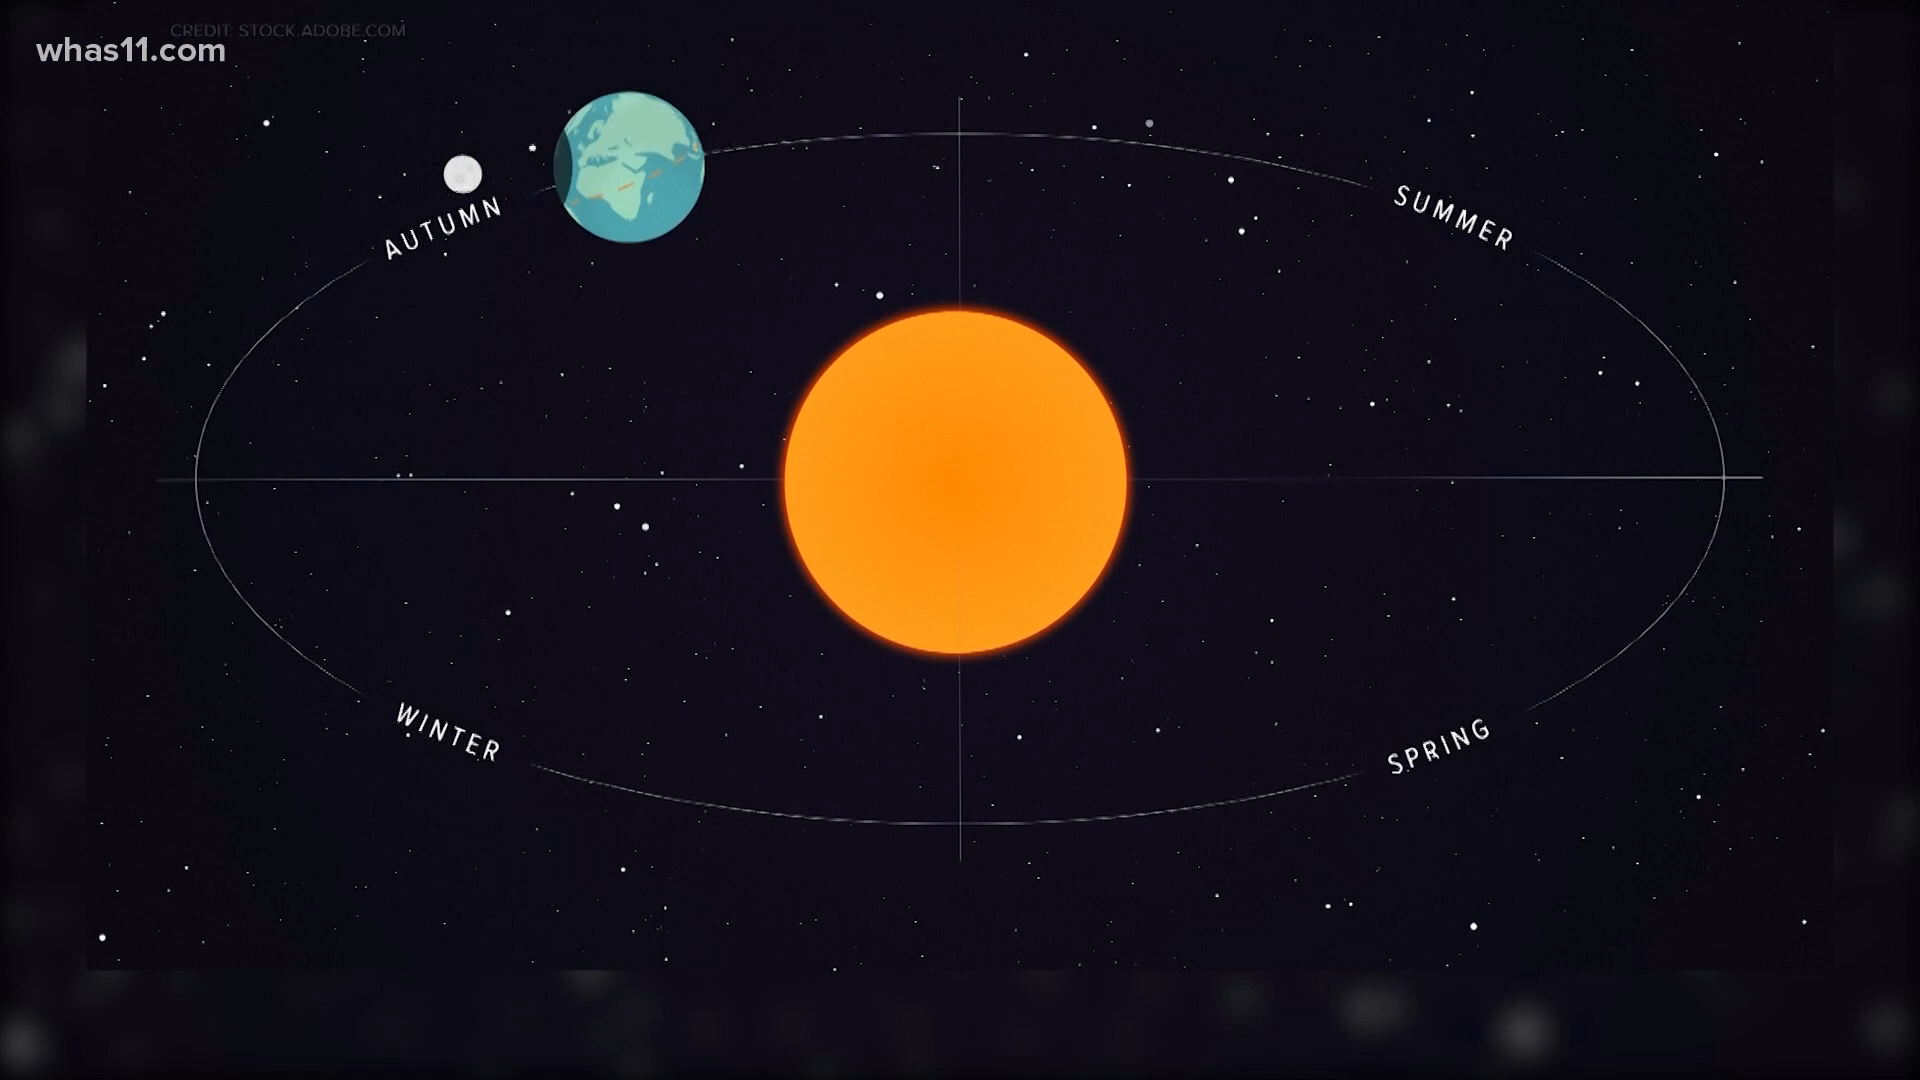 CREDIT: STOCK.ADOBE.COM
whas11.com
SUMMER
AUTUMN
WINTER
SPRING